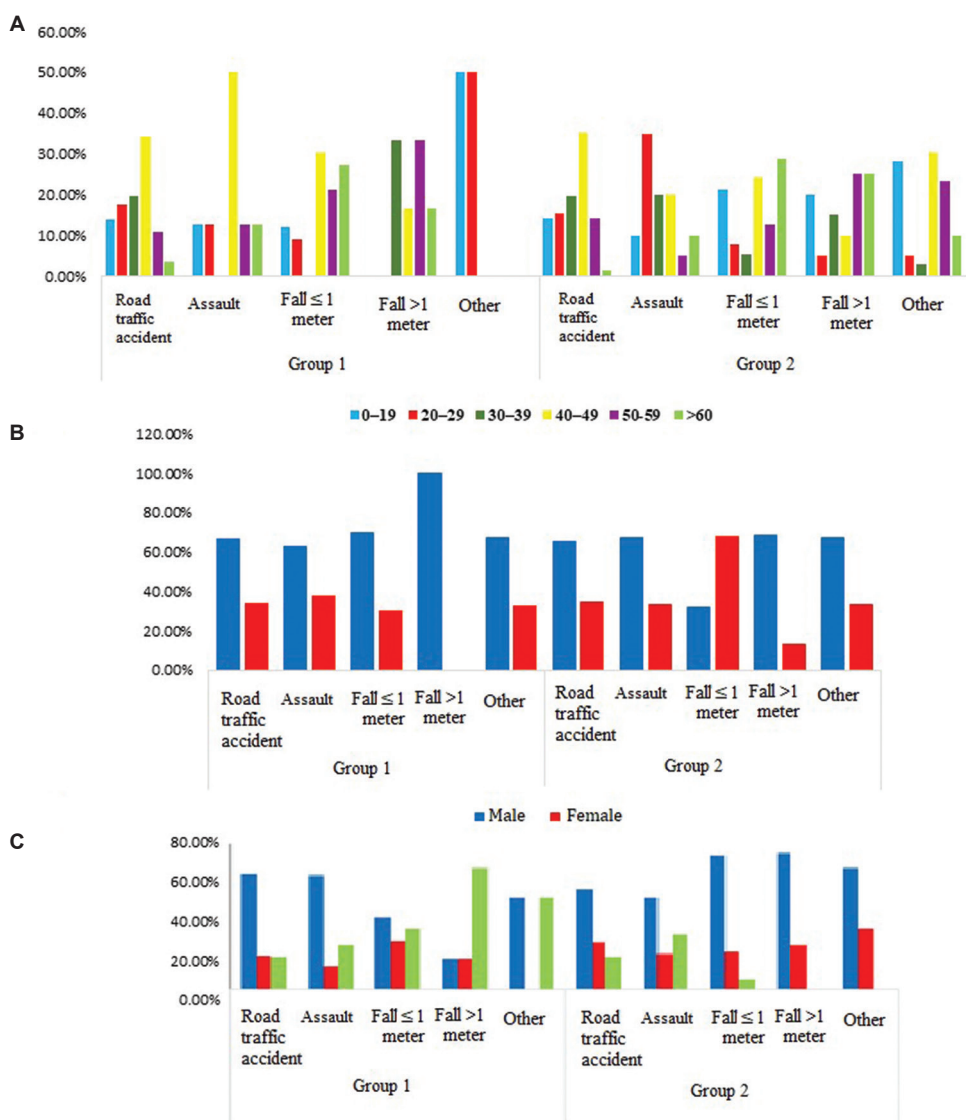 A
60.00%
50.00%
40.00%
30.00%
20.00%
10.00%
0.00%
Road traffic accident
Assault
Fall ≤ 1 meter
Fall >1 meter
Other
Road traffic accident
Assault
Fall ≤ 1 meter
Fall >1 meter
Other
Group 1
Group 2
0–19 20–29 30–39 40–49 50-59 >60
B
120.00%
100.00%
80.00%
60.00%
40.00%
20.00%
0.00%
Road traffic accident
Assault
Fall ≤ 1 meter
Fall >1 meter
Other
Road traffic accident
Assault
Fall ≤ 1 meter
Fall >1 meter
Other
Group 1
Group 2
Male Female
C
80.00%
60.00%
40.00%
20.00%
0.00%
Road traffic accident
Assault
Fall ≤ 1 meter
Fall >1 meter
Other
Road traffic accident
Assault
Fall ≤ 1 meter
Fall >1 meter
Other
Group 1
Group 2